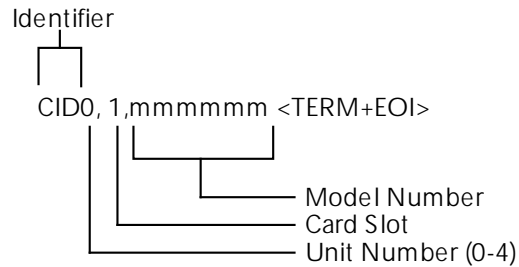 Identifier
CID0, 1,mmmmmm <TERM+EOI>
Model Number
Card Slot
Unit Number (0-4)